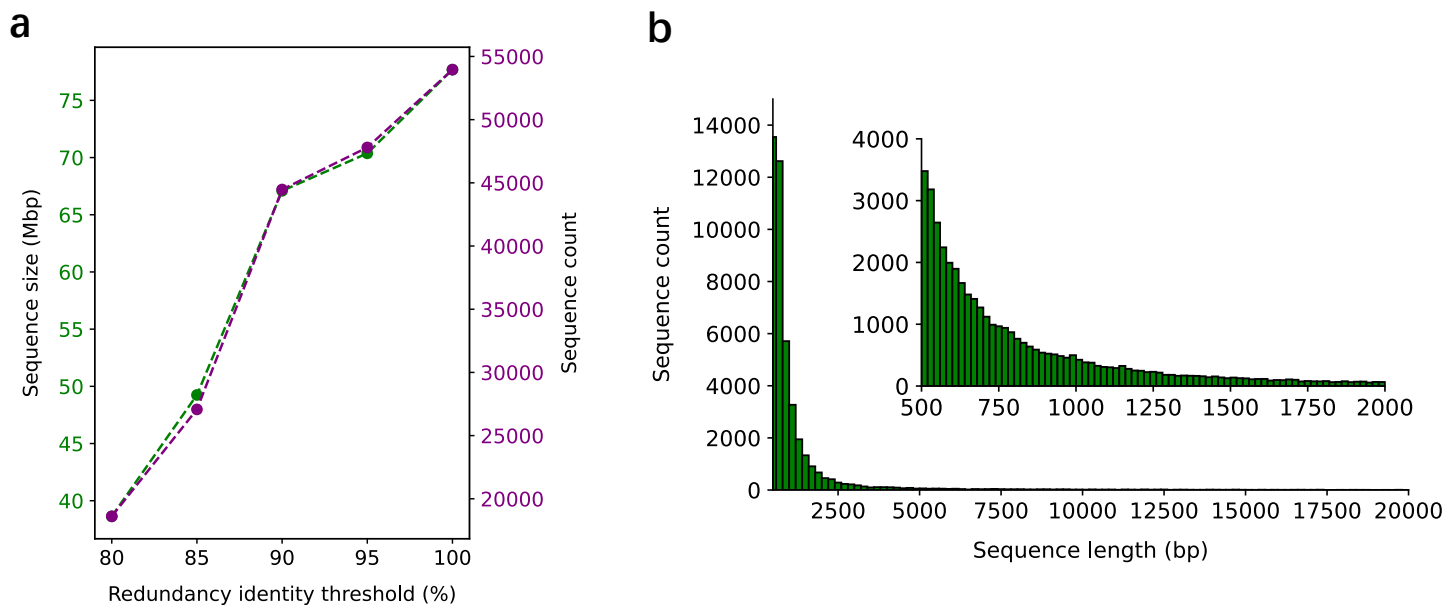 a
75
70
65
60
55
50
45
40
Sequence size (Mbp)
55000
50000
45000
40000
35000
30000
25000
20000
Sequence count
80 85 90 95 100
Redundancy identity threshold (%)
b
14000
12000
10000
8000
6000
4000
2000
0
Sequence count
4000
3000
2000
1000
0
500 750 1000 1250 1500 1750 2000
2500 5000 7500 10000 12500 15000 17500 20000
Sequence length (bp)